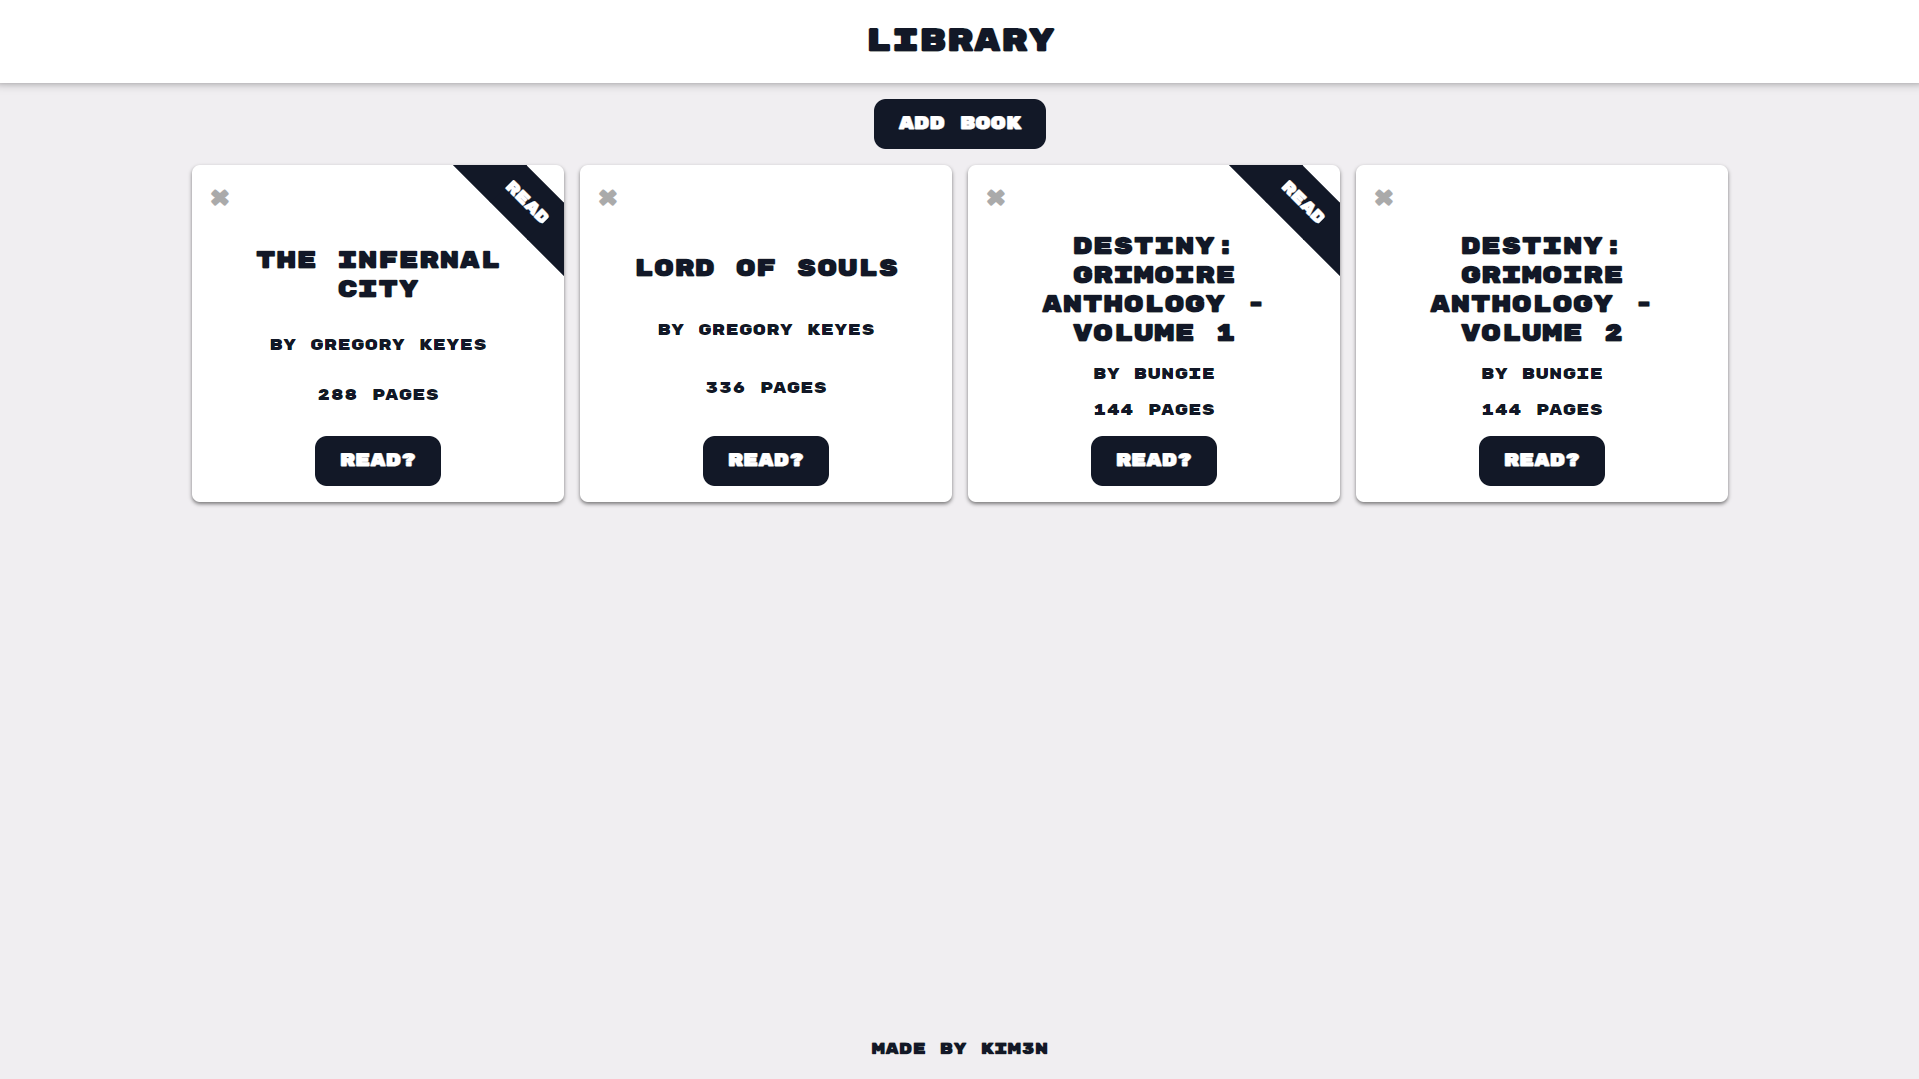 LIBRARY
ADD BOOK
READ
THE INFERNAL
CITY
BY GREGORY KEYES
288 PAGES
READ?
LORD OF SOULS
BY GREGORY KEYES
336 PAGES
READ?
READ
DESTINY:
GRIMOIRE
ANTHOLOGY -
VOLUME 1
BY BUNGIE
144 PAGES
READ?
DESTINY:
GRIMOIRE
ANTHOLOGY -
VOLUME 2
BY BUNGIE
144 PAGES
READ?
MADE BY KIM3N